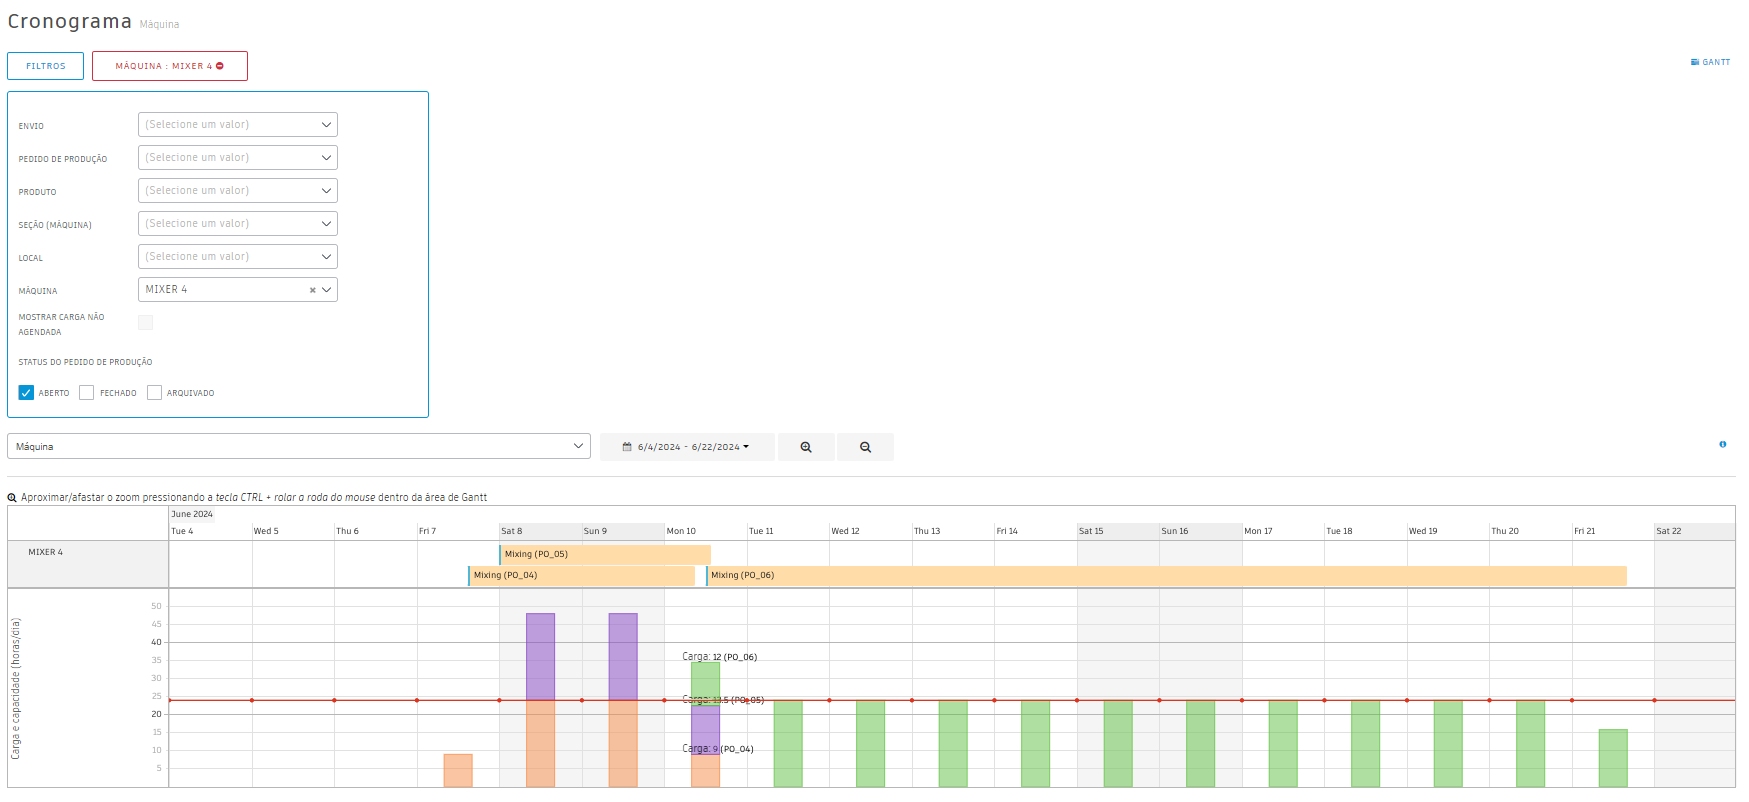 Cronograma Máquina
FILTROS
MÁQUINA : MIXER 4
GANTT
ENVIO (Selecione um valor)
PEDIDO DE PRODUÇÃO (Selecione um valor)
PRODUTO (Selecione um valor)
SEÇÃO (MÁQUINA) (Selecione um valor)
LOCAL (Selecione um valor)
MÁQUINA MIXER 4
MOSTRAR CARGA NÃO
AGENDADA
STATUS DO PEDIDO DE PRODUÇÃO
ABERTO FECHADO ARQUIVADO
Máquina 6/4/2024 - 6/22/2024
Aproximar/afastar o zoom pressionando a tecla CTRL + rolar a roda do mouse dentro da área de Gantt
June 2024
Tue 4 Wed 5 Thu 6 Fri 7 Sat 8 Sun 9 Mon 10 Tue 11 Wed 12 Thu 13 Fri 14 Sat 15 Sun 16 Mon 17 Tue 18 Wed 19 Thu 20 Fri 21 Sat 22
MIXER 4
Mixing (PO_05)
Mixing (PO_04) Mixing (PO_06)
Carga e capacidade (horas/dia)
50
45
40
35
30
25
20
15
10
5
Carga: 12 (PO_06)
Carga: 13.5 (PO_05)
Carga: 9 (PO_04)